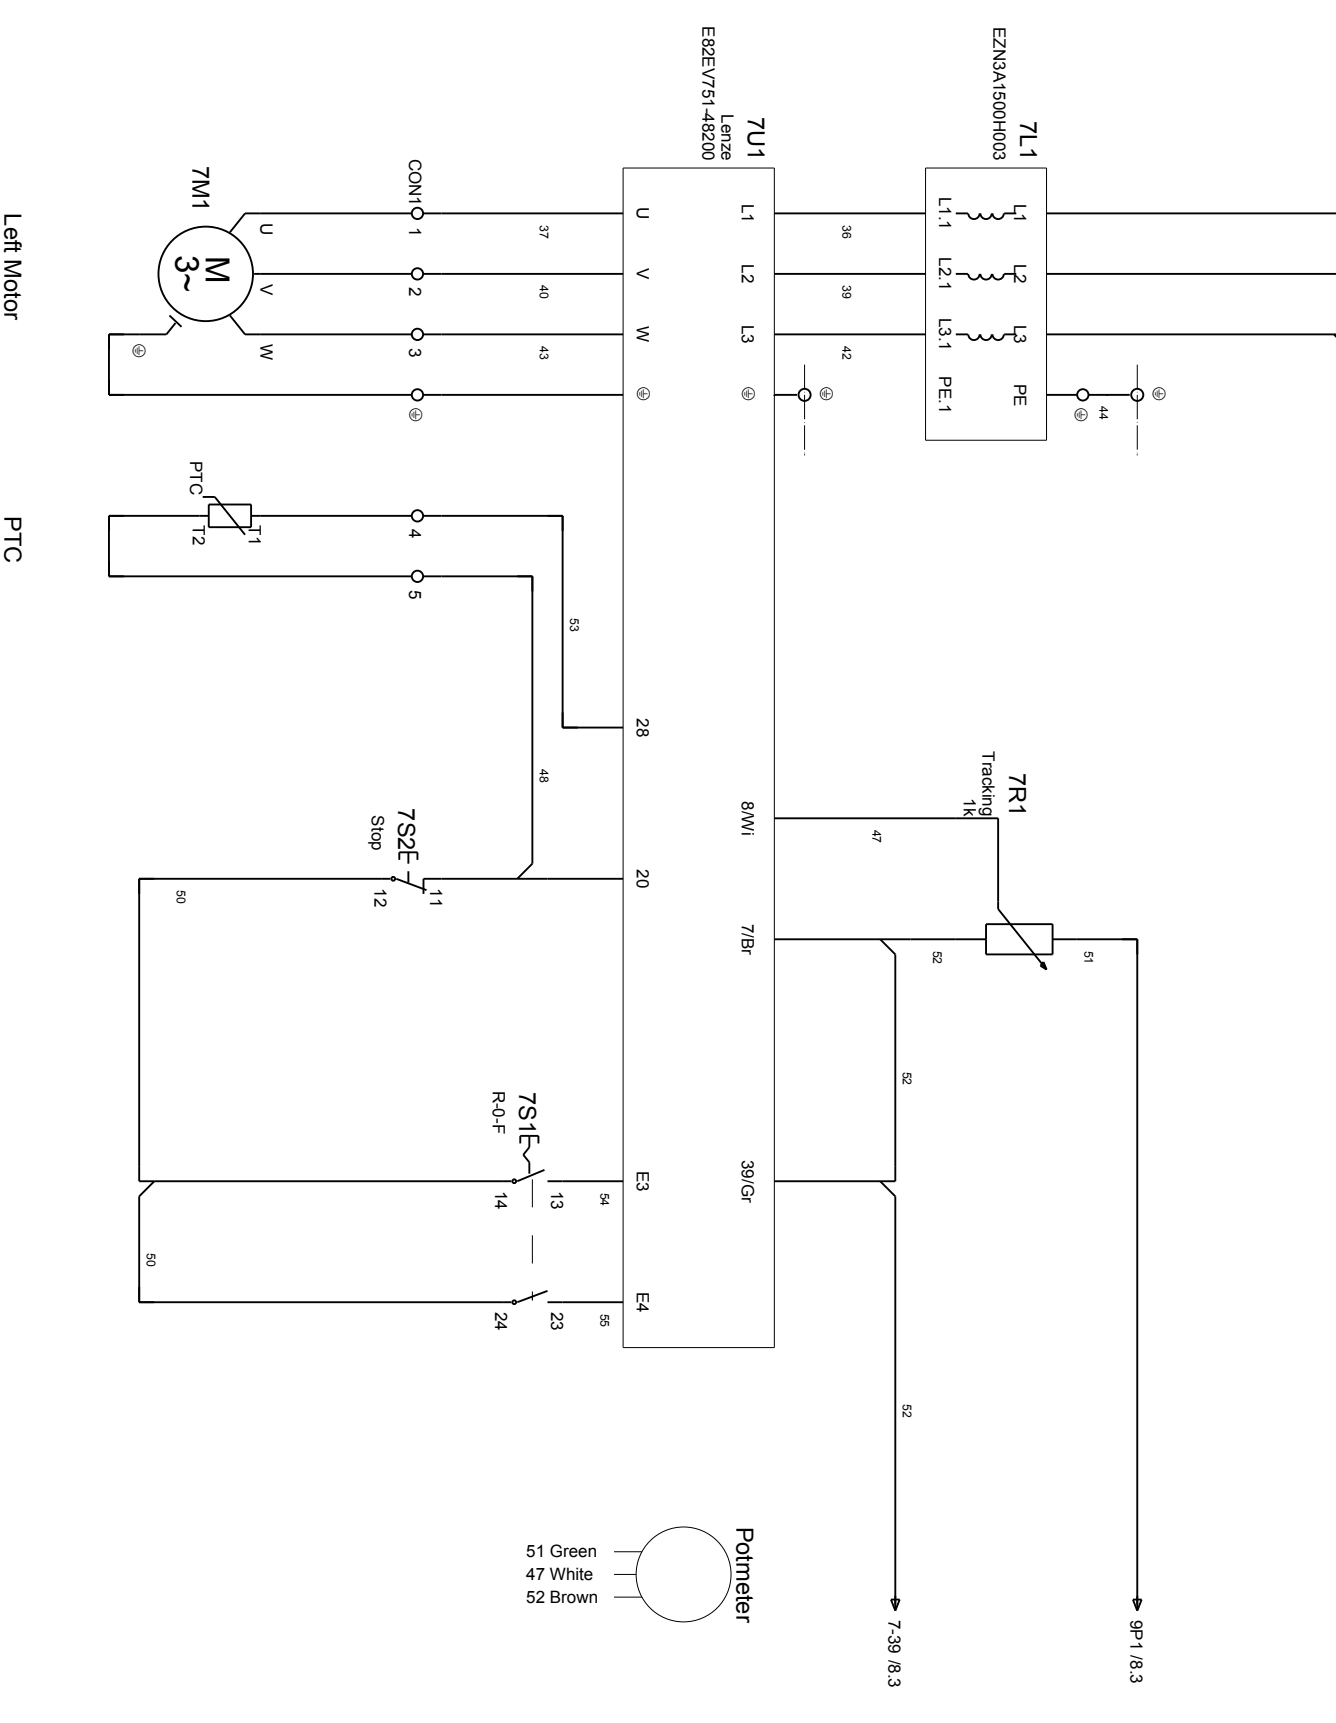 7L1
EZN3A1500H003
L1
L2
L3
PE
L1.1
L2.1
L3.1
PE.1
44
36
39
42
7U1
Lenze
E82EV751-48200
L1
L2
L3
8/Wi
7/Br
39/Gr
U
V
W
28
20
E3
E4
7R1
Tracking
1k
47
52
51
52
52
9P1 /8.3
7-39 /8.3
37
40
43
CON1
1
2
3
4
5
53
48
7M1
U
V
W
M
3~
PTC
T1
T2
7S2
Stop
11
12
50
7S1
R-0-F
13
14
54
23
24
55
50
Potmeter
51 Green
47 White
52 Brown
Left Motor
PTC